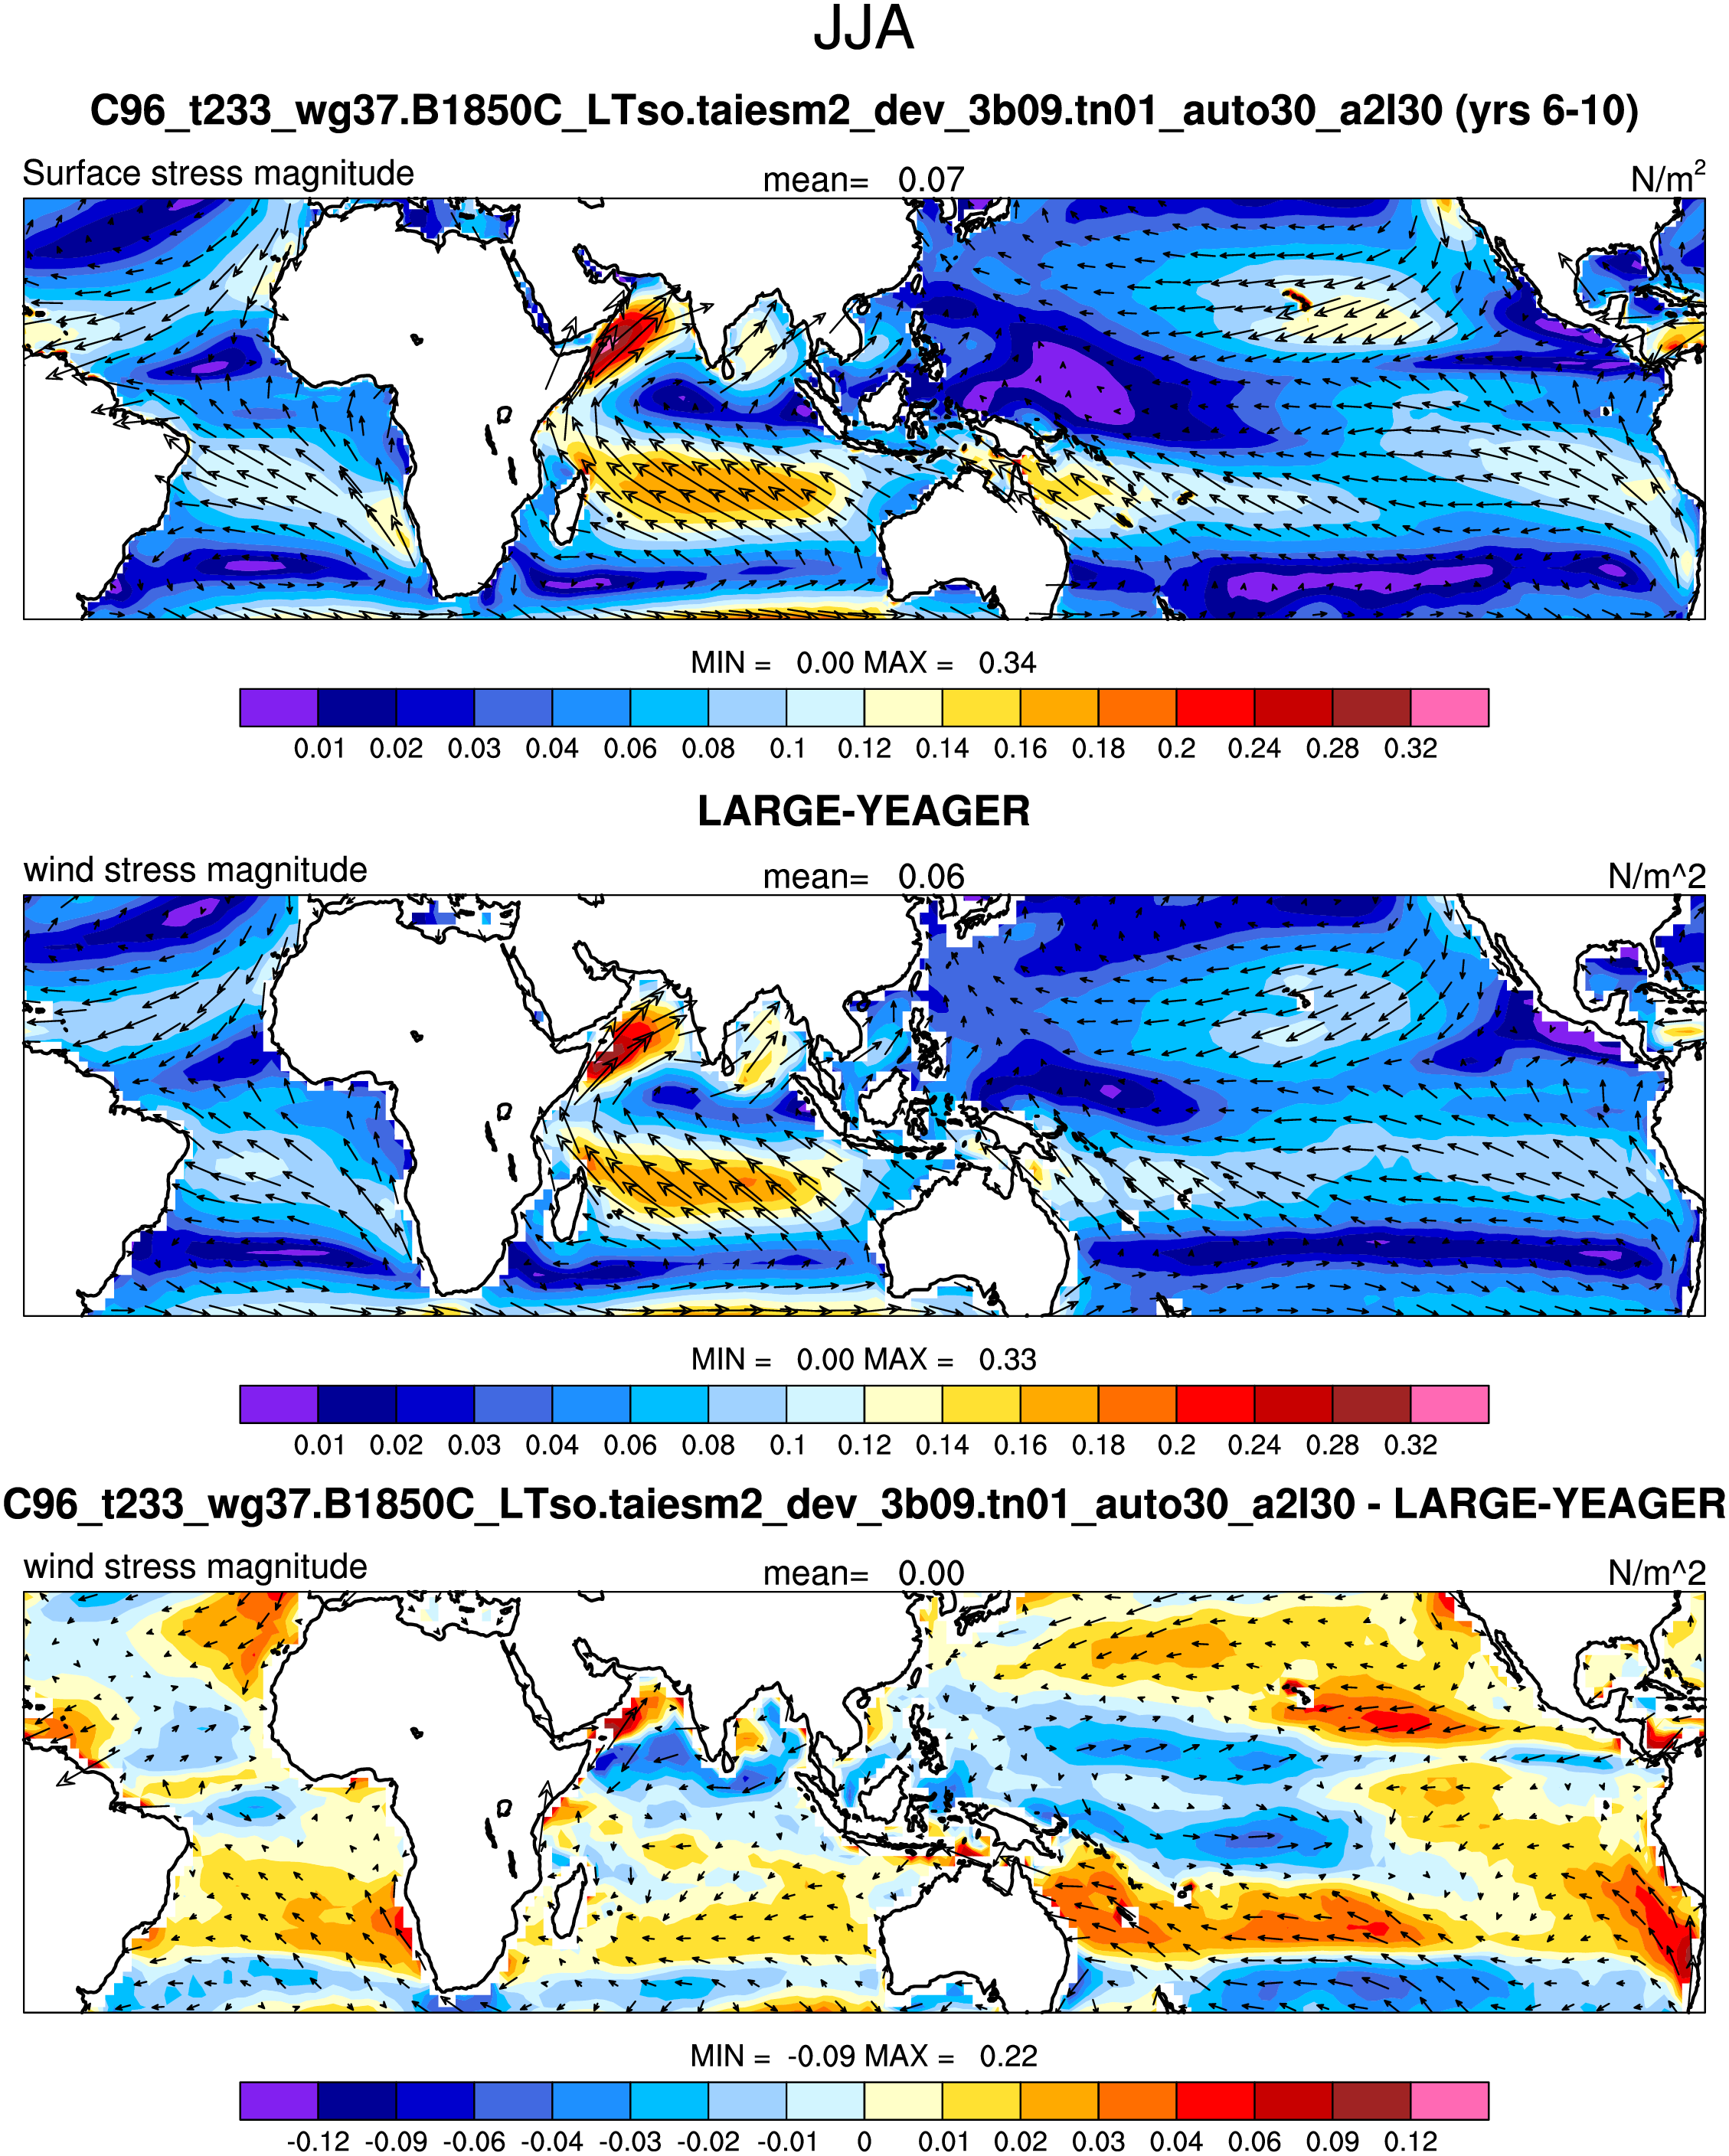 JJA
C96_t233_wg37.B1850C_LTso.taiesm2_dev_3b09.tn01_auto30_a2l30 (yrs 6-10)
Surface stress magnitude mean= 0.07 N/m2
MIN = 0.00 MAX = 0.34
0.01 0.02 0.03 0.04 0.06 0.08 0.1 0.12 0.14 0.16 0.18 0.2 0.24 0.28 0.32
LARGE-YEAGER
wind stress magnitude mean= 0.06 N/m^2
MIN = 0.00 MAX = 0.33
0.01 0.02 0.03 0.04 0.06 0.08 0.1 0.12 0.14 0.16 0.18 0.2 0.24 0.28 0.32
C96_t233_wg37.B1850C_LTso.taiesm2_dev_3b09.tn01_auto30_a2l30 - LARGE-YEAGER
wind stress magnitude mean= 0.00 N/m^2
MIN = -0.09 MAX = 0.22
-0.12 -0.09 -0.06 -0.04 -0.03 -0.02 -0.01 0 0.01 0.02 0.03 0.04 0.06 0.09 0.12